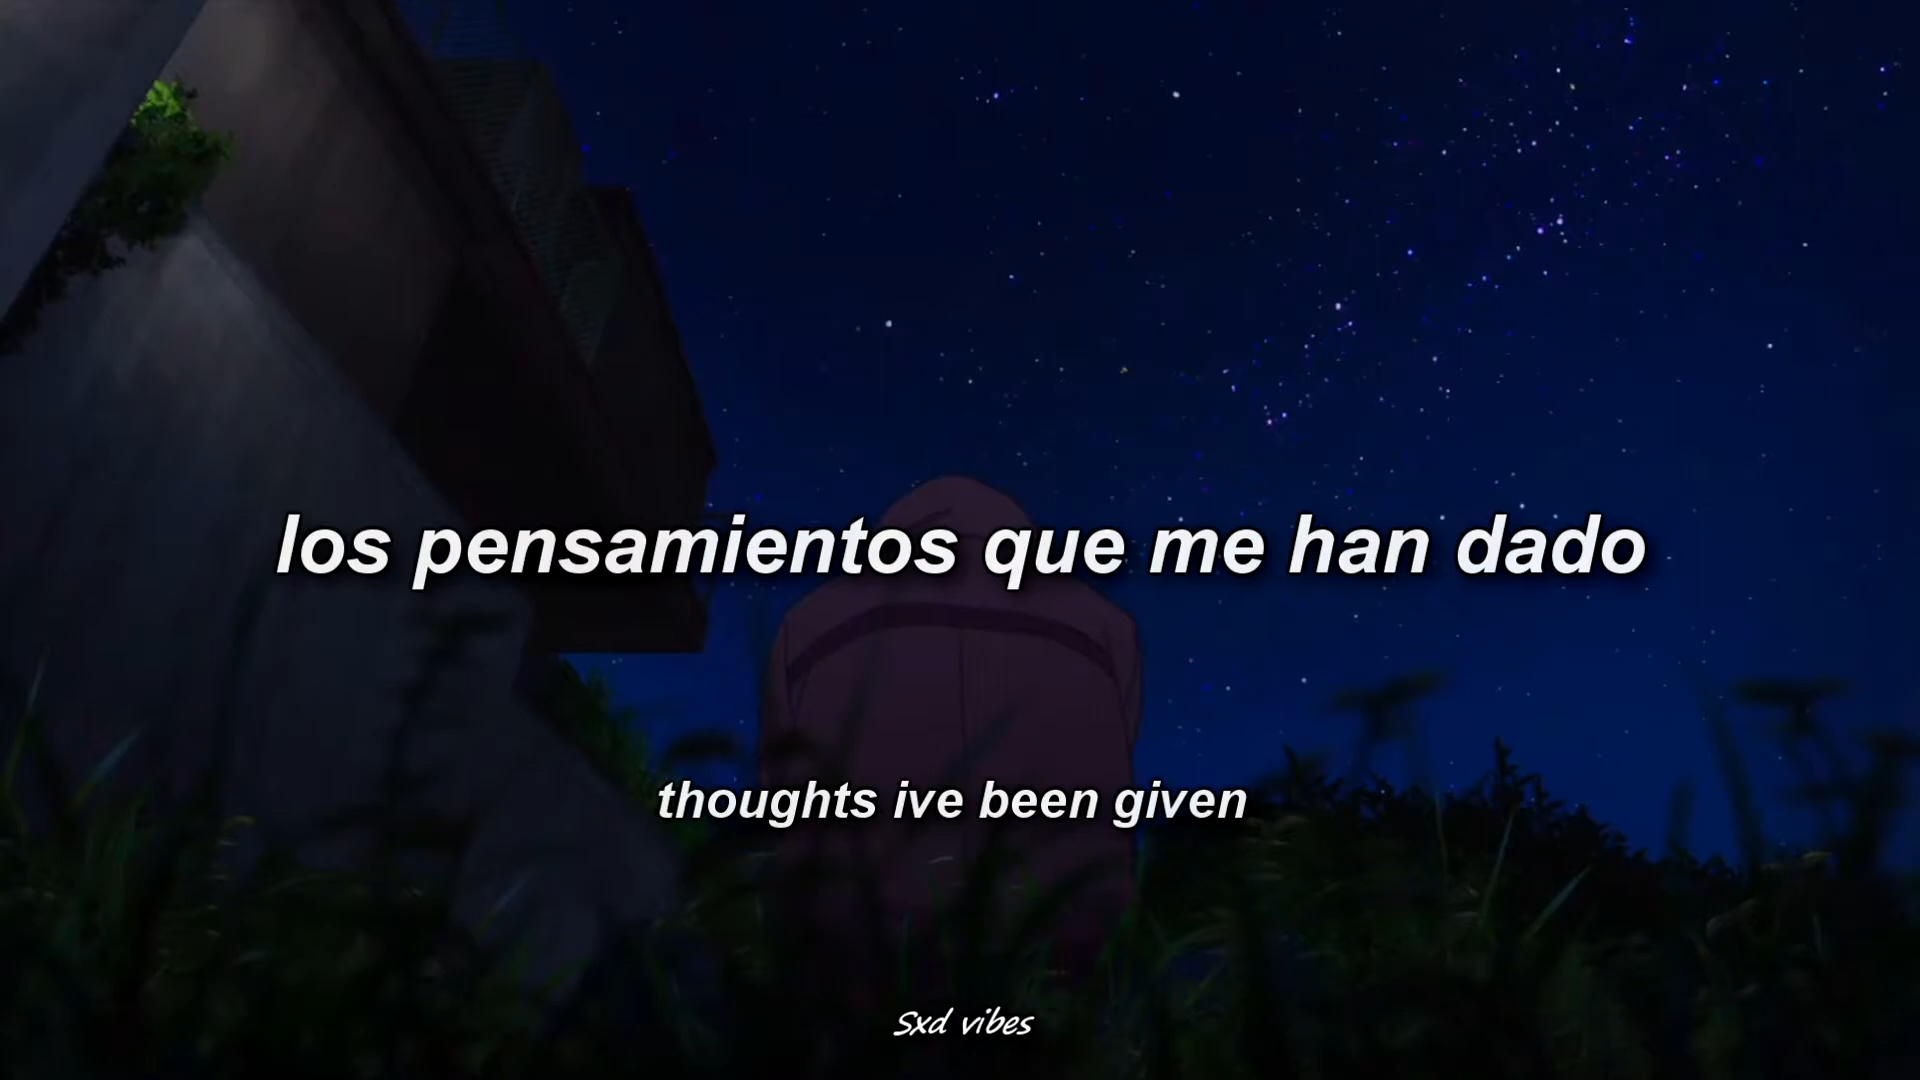 los pensamientos que me han dado
thoughts ive been given
Sxd vibes